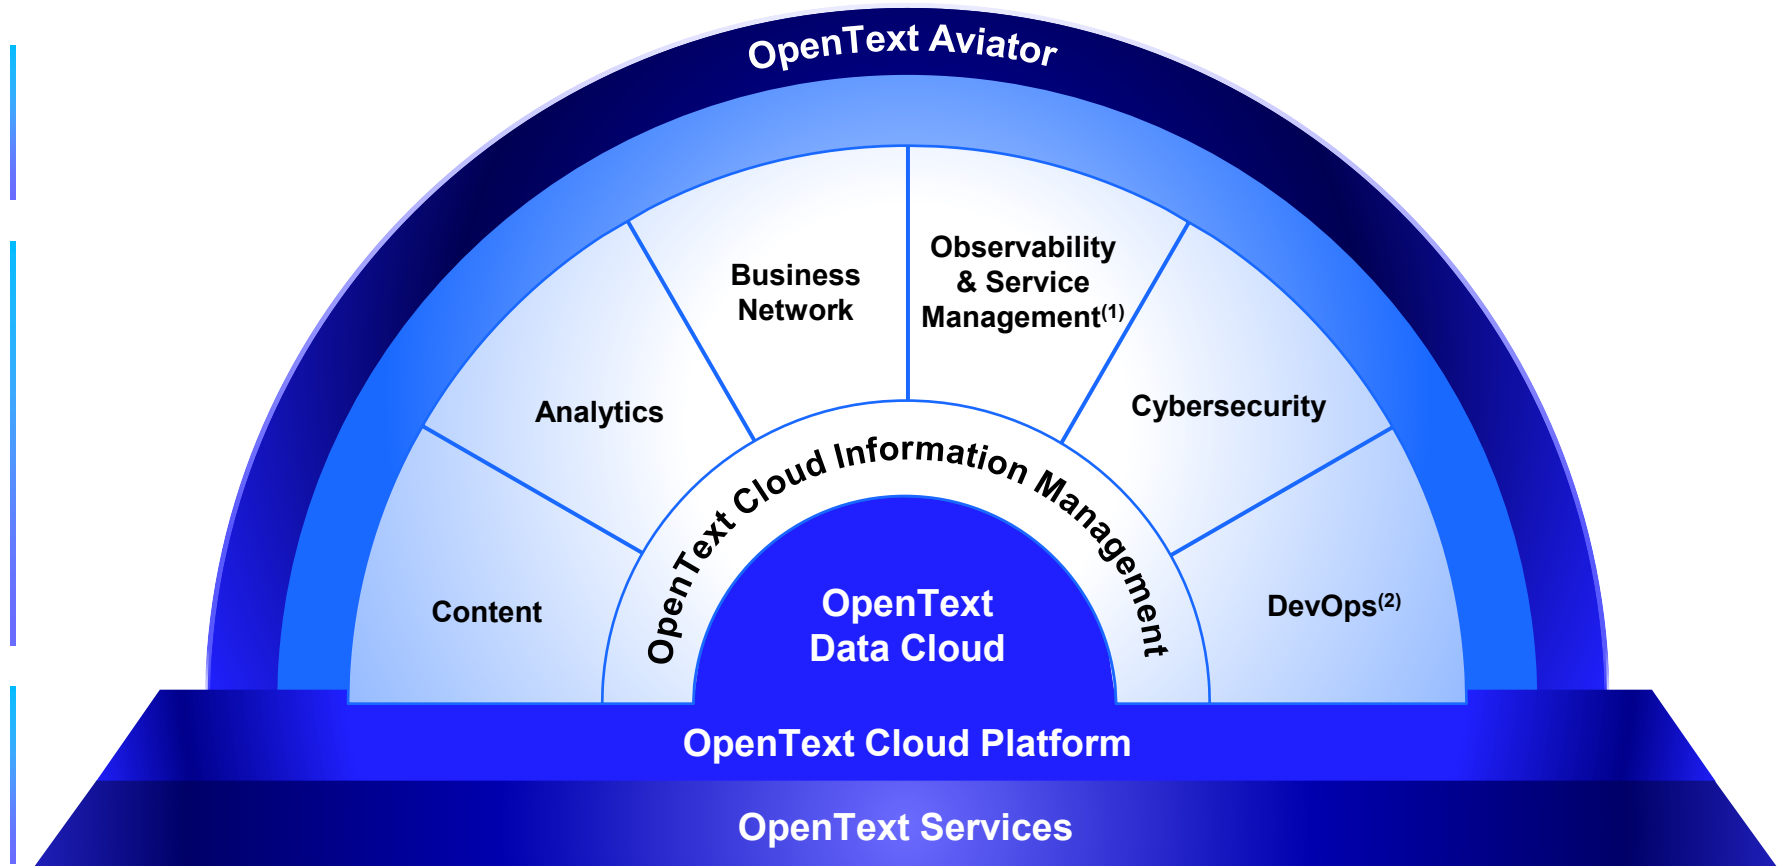 OpenText Aviator
Business
Network
Observability
& Service
Management(1)
Analytics
Cybersecurity
OpenText Cloud Information Management
Content
DevOps(2)
OpenText
Data Cloud
OpenText Cloud Platform
OpenText Services